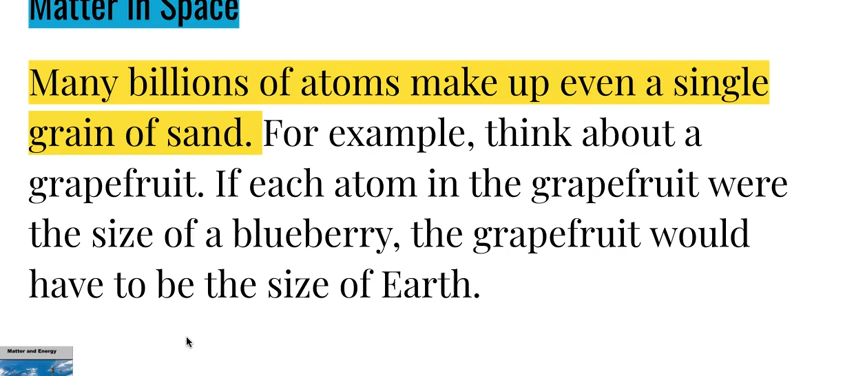 Matter in Space
Many billions of atoms make up even a single
grain of sand. For example, think about a
grapefruit. If each atom in the grapefruit were
the size of a blueberry, the grapefruit would
have to be the size of Earth.
Matter and Energy